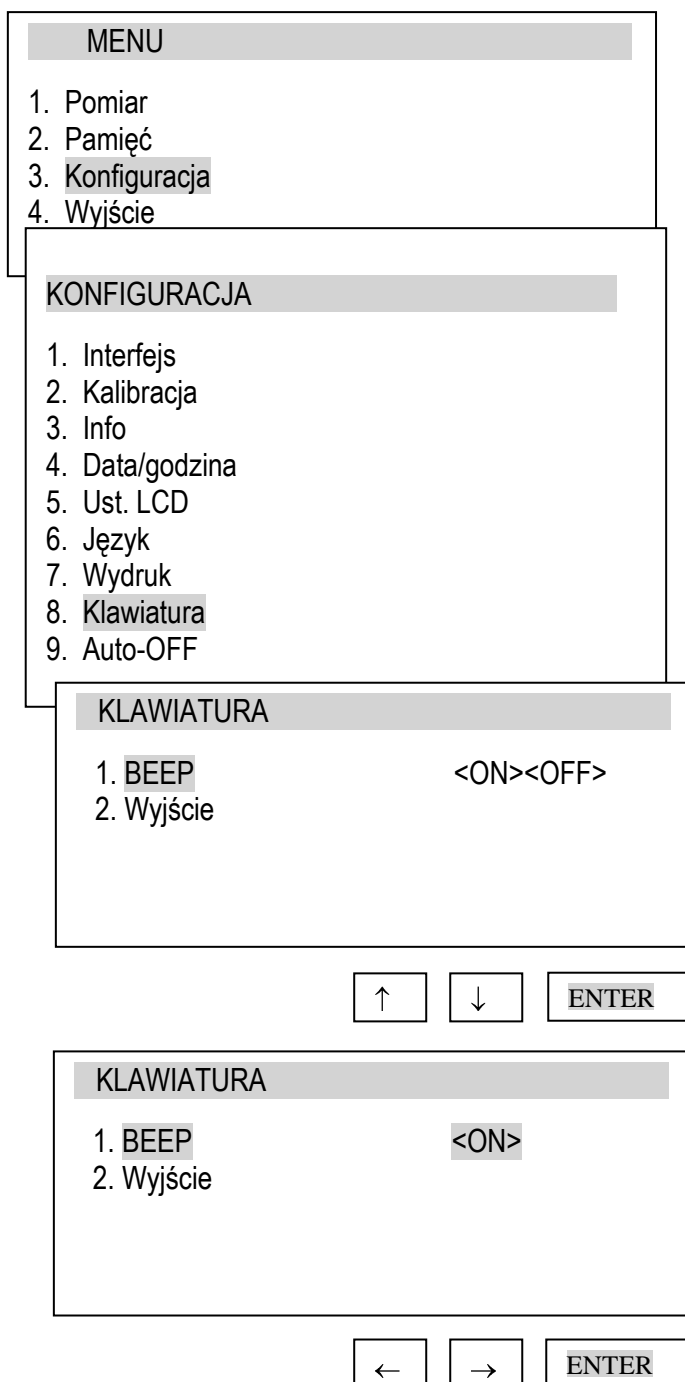 MENU
1. Pomiar
2. Pamięć
3. Konfiguracja
4. Wyjście
KONFIGURACJA
1. Interfejs
2. Kalibracja
3. Info
4. Data/godzina
5. Ust. LCD
6. Język
7. Wydruk
8. Klawiatura
9. Auto-OFF
KLAWIATURA
1. BEEP <ON><OFF>
2. Wyjście
↑ ↓ ENTER
KLAWIATURA
1. BEEP <ON>
2. Wyjście
← → ENTER